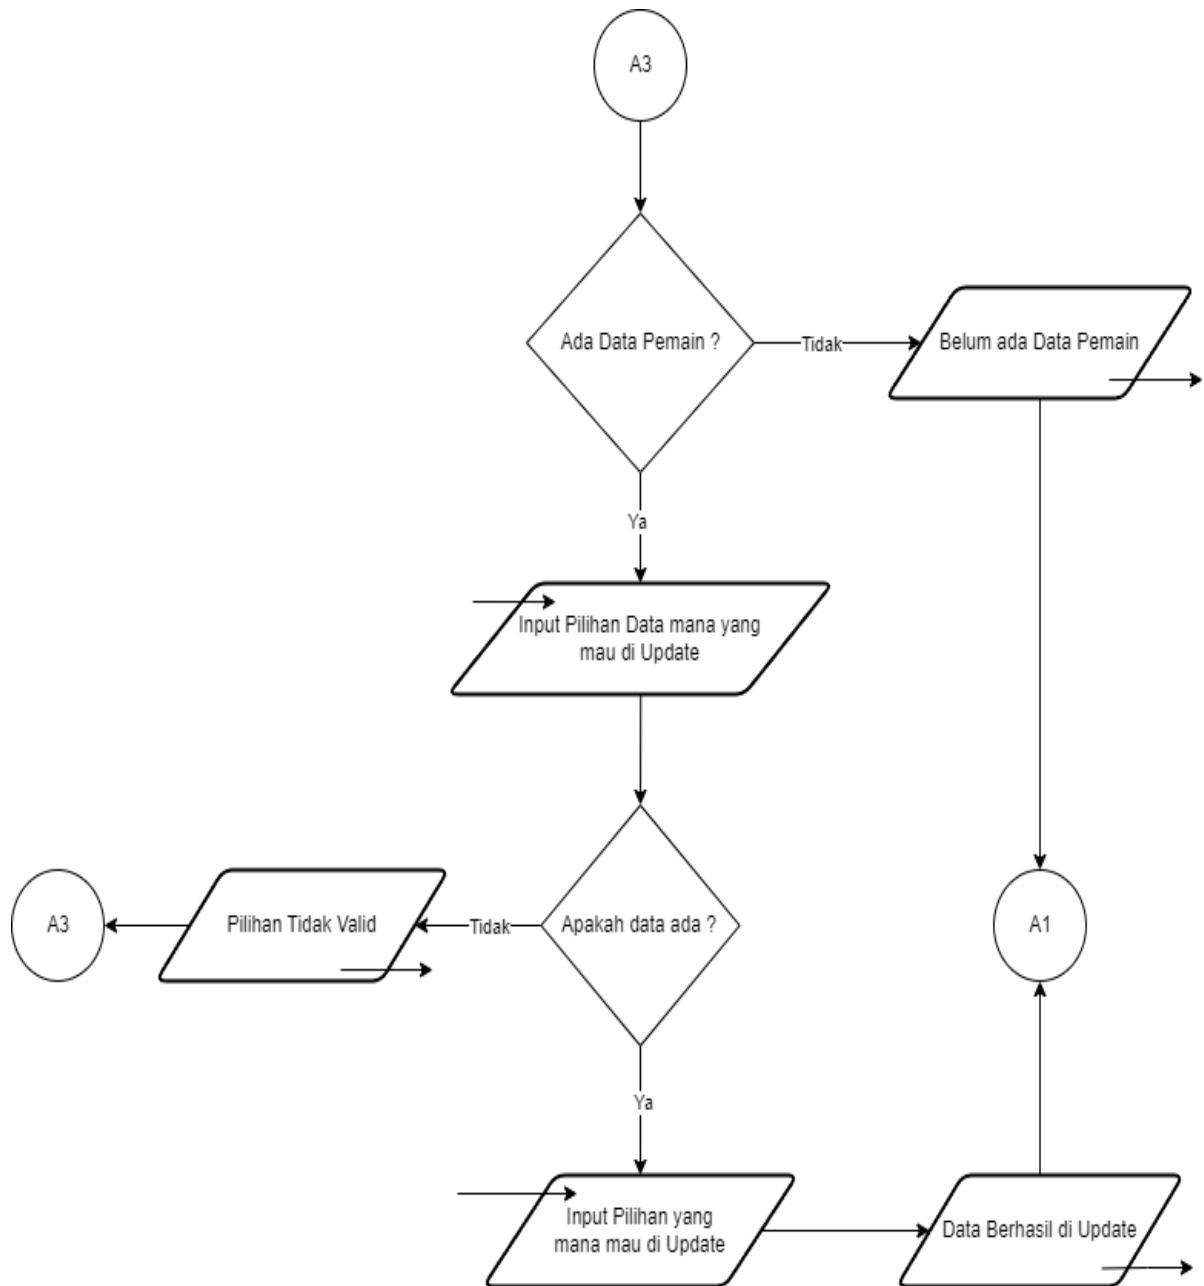 A3
Ada Data Pemain ?
Tidak
Belum ada Data Pemain
Ya
Input Pilihan Data mana yang
mau di Update
A3
Pilihan Tidak Valid
Tidak
Apakah data ada ?
A1
Ya
Input Pilihan yang
mana mau di Update
Data Berhasil di Update